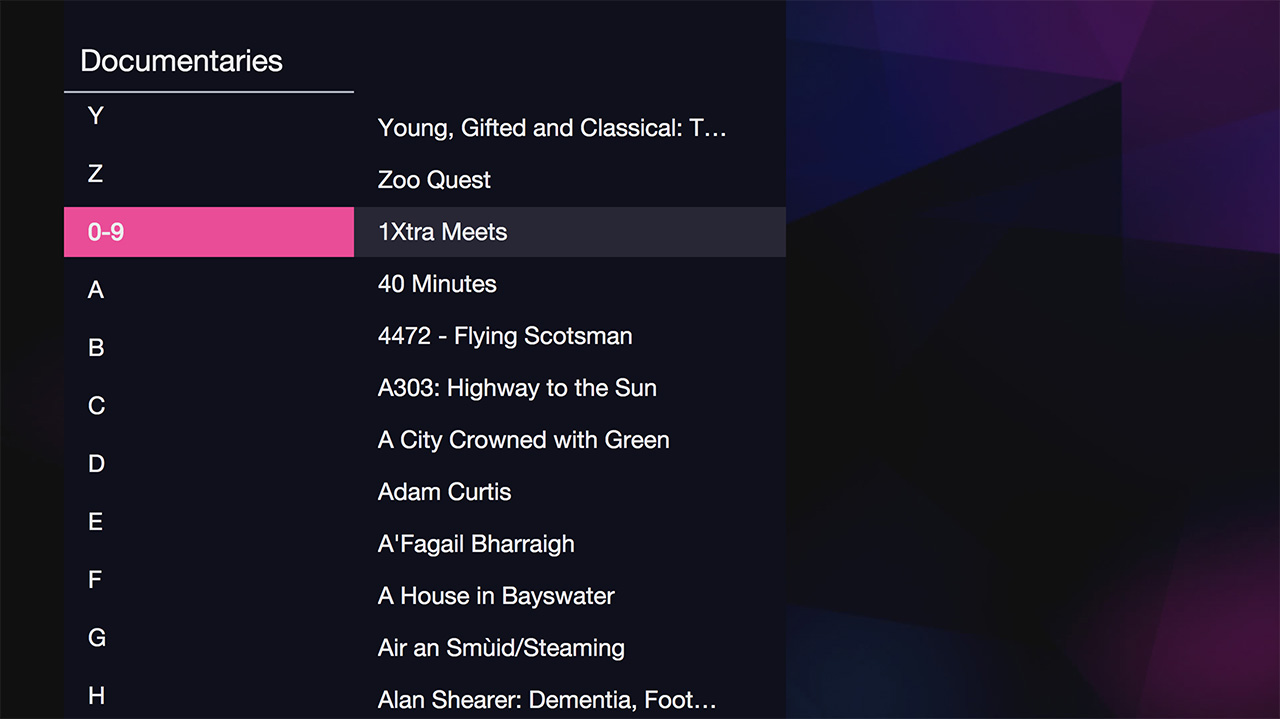 Documentaries
Y
Z
0-9
A
B
C
D
E
F
G
H
Young, Gifted and Classical: T...
Zoo Quest
1Xtra Meets
40 Minutes
4472 - Flying Scotsman
A303: Highway to the Sun
A City Crowned with Green
Adam Curtis
A'Fagail Bharraigh
A House in Bayswater
Air an Smùid/Steaming
Alan Shearer: Dementia, Foot...